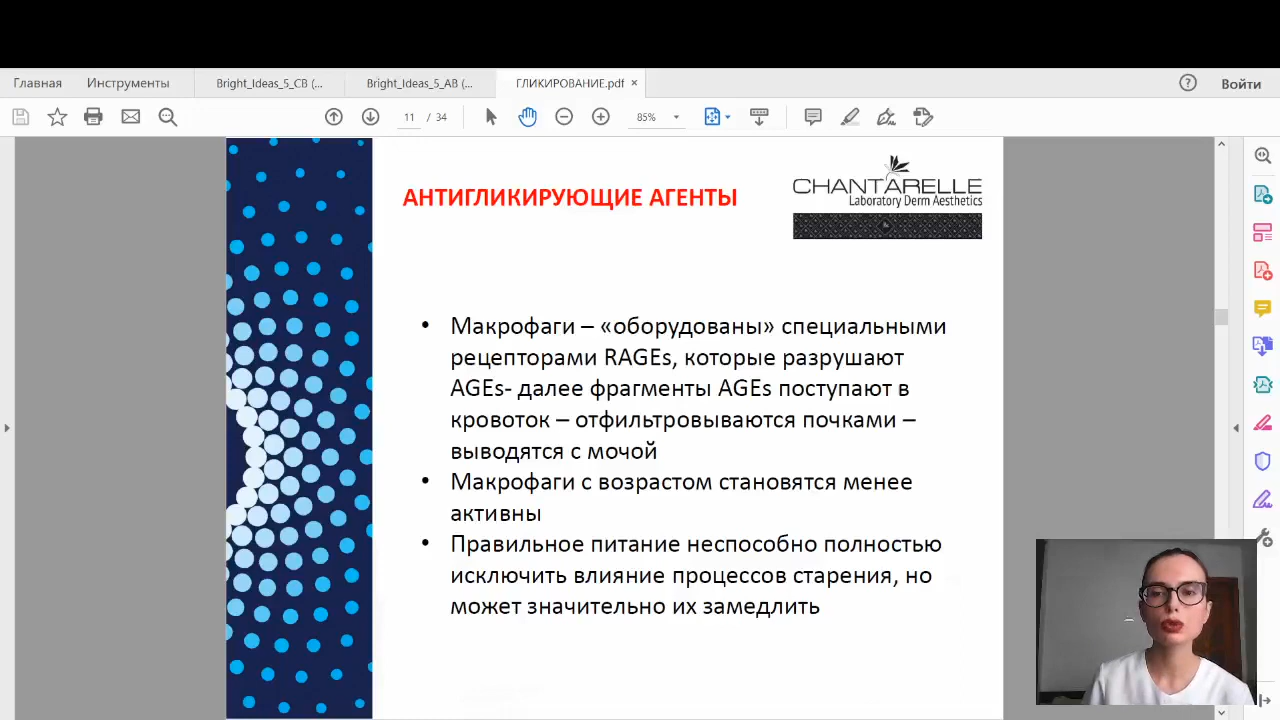 Главная Инструменты Bright_Ideas_5_CB (... Bright_Ideas_5_AB (... ГЛИКИРОВАНИЕ.pdf × ? Войти
11 / 34 85%
АНТИГЛИКИРУЮЩИЕ АГЕНТЫ
CHANTARELLE
Laboratory Derm Aesthetics
• Макрофаги – «оборудованы» специальными
рецепторами RAGEs, которые разрушают
AGEs- далее фрагменты AGEs поступают в
кровоток – отфильтровываются почками –
выводятся с мочой
• Макрофаги с возрастом становятся менее
активны
• Правильное питание неспособно полностью
исключить влияние процессов старения, но
может значительно их замедлить